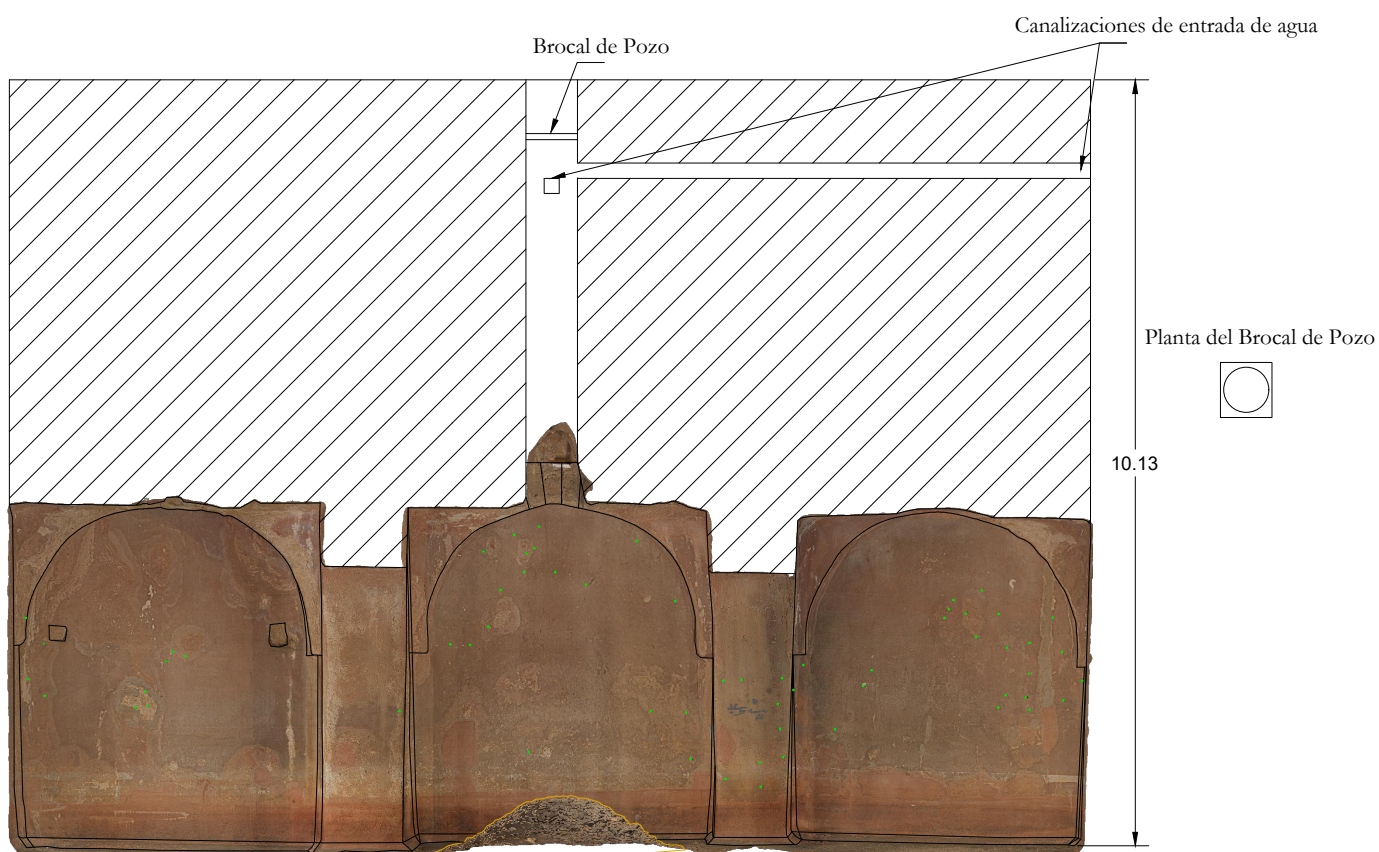 Canalizaciones de entrada de agua
Brocal de Pozo
Planta del Brocal de Pozo
10.13